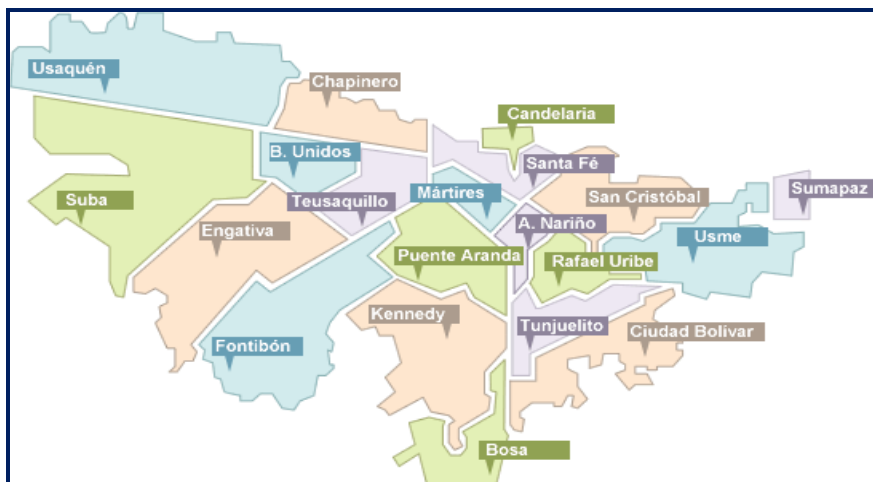 Usaquén
Chapinero
Candelaria
B. Unidos
Santa Fé
Suba
Teusaquillo
Mártires
San Cristóbal
Sumapaz
Engativa
A. Nariño
Usme
Puente Aranda
Rafael Uribe
Kennedy
Tunjuelito
Ciudad Bolivar
Fontibón
Bosa